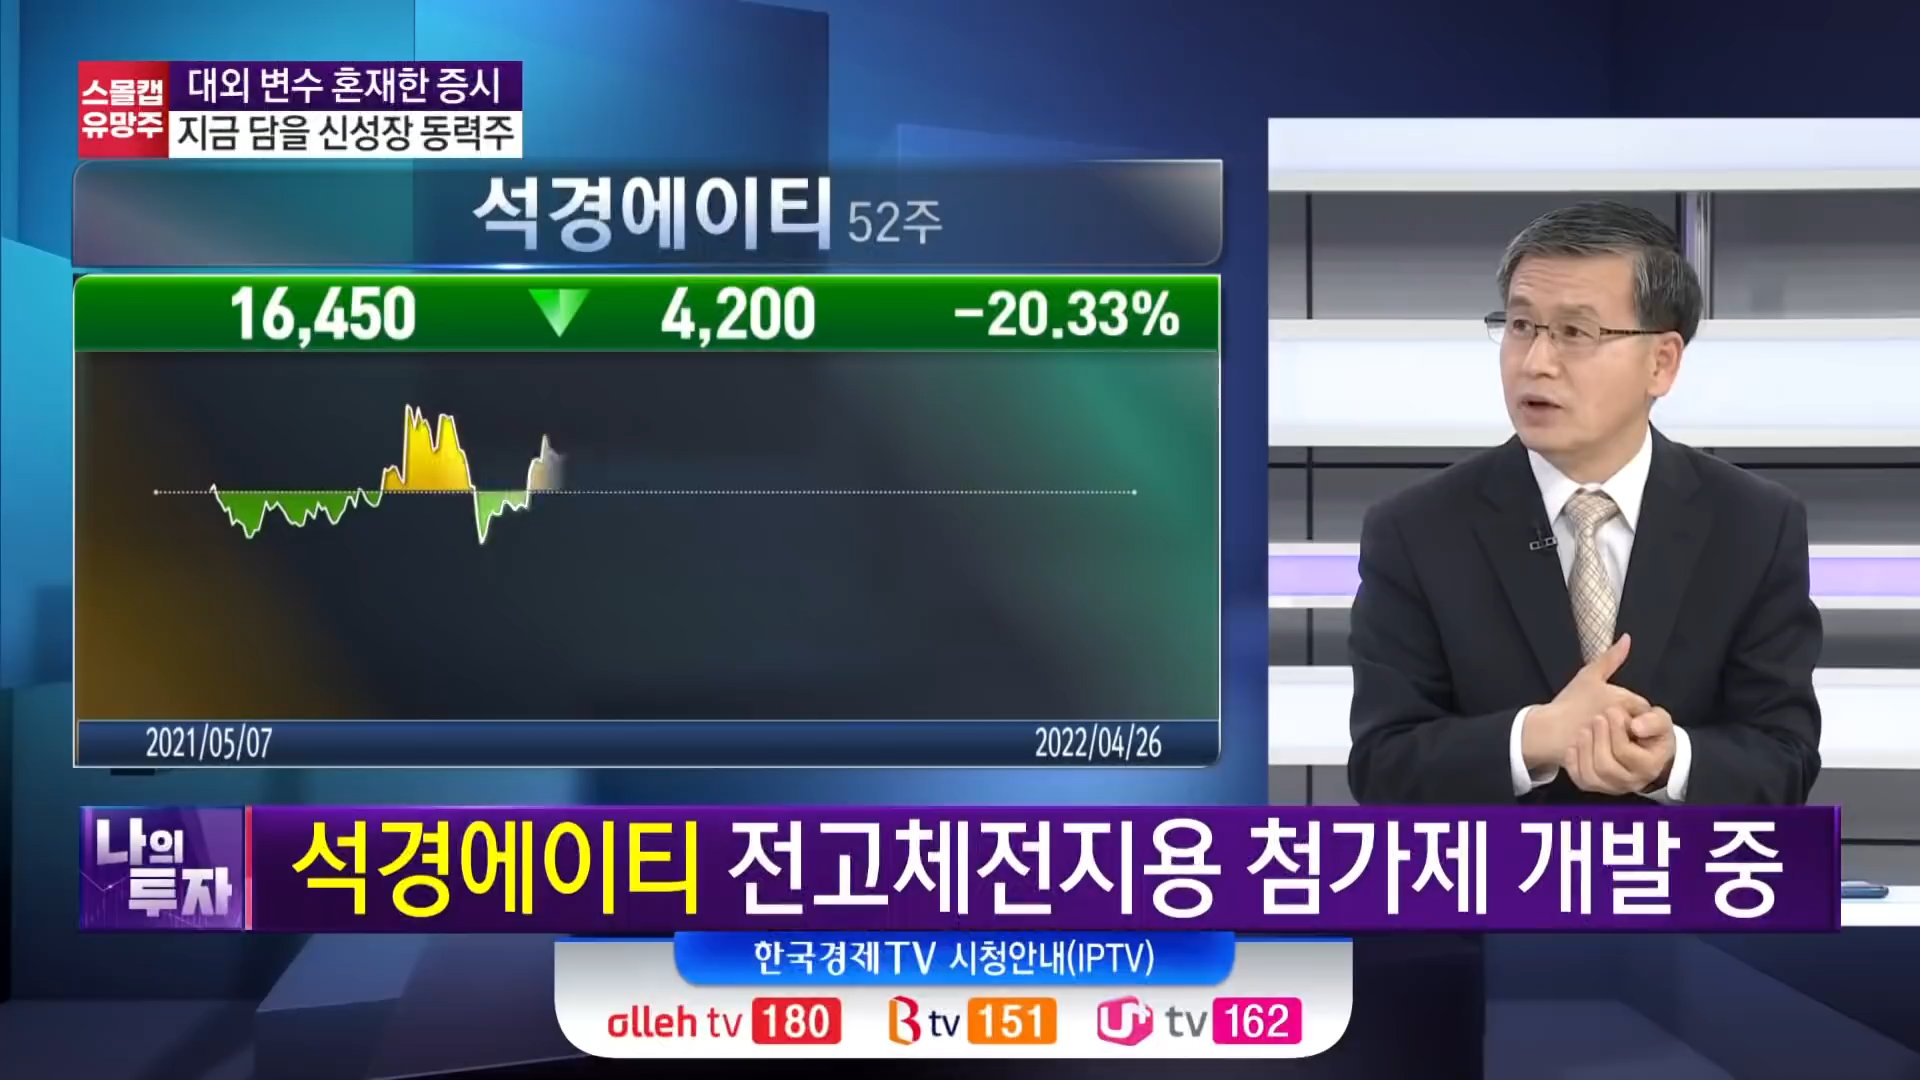 스몰캡
유망주
대외 변수 혼재한 증시
지금 담을 신성장 동력주
석경에이티 52주
16,450 ▼ 4,200 -20.33%
2021/05/07 2022/04/26
나의
투자
석경에이티 전고체전지용 첨가제 개발 중
한국경제TV 시청안내(IPTV)
olleh tv 180 B tv 151 U+ tv 162